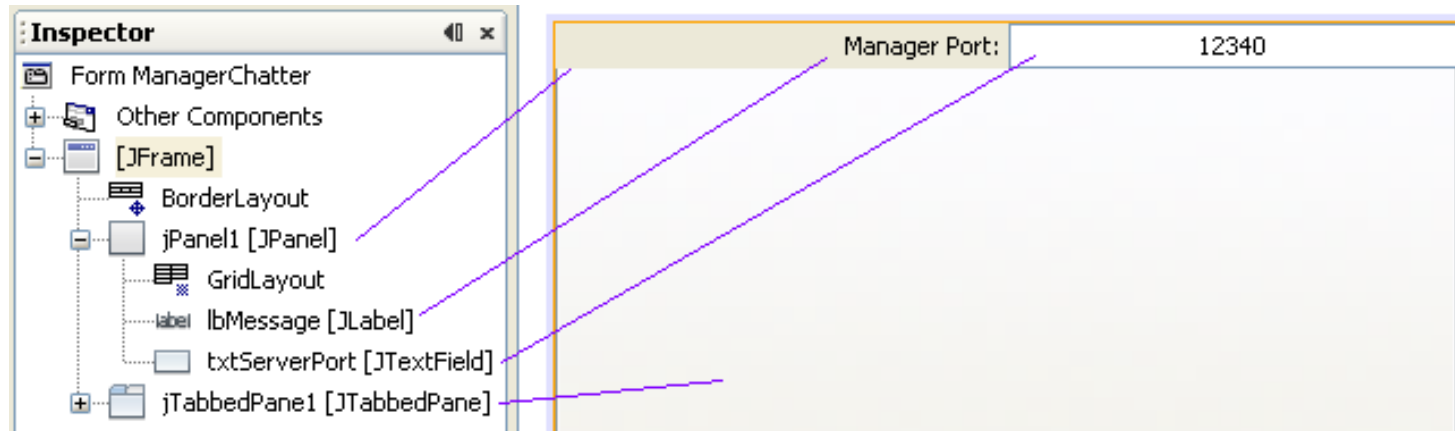 Inspector
Form ManagerChatter
Other Components
[JFrame]
BorderLayout
jPanel1 [JPanel]
GridLayout
label lbMessage [JLabel]
txtServerPort [JTextField]
jTabbedPane1 [JTabbedPane]
Manager Port: 12340